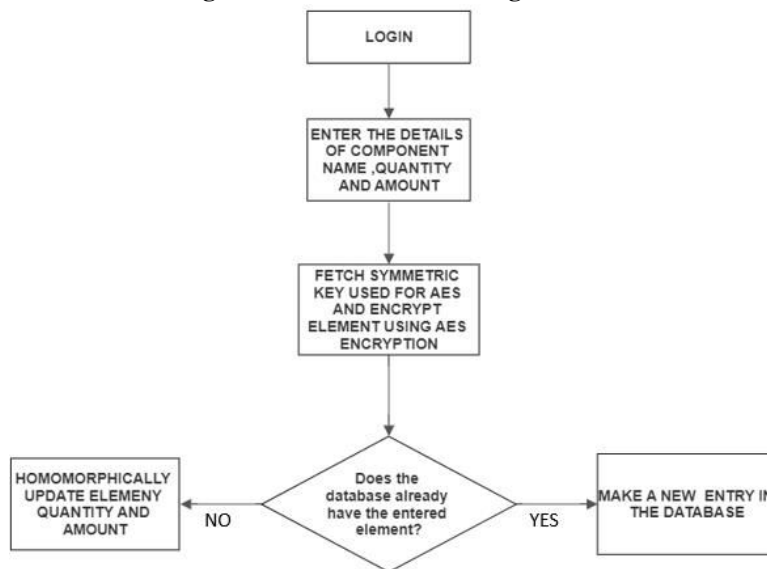 LOGIN
ENTER THE DETAILS
OF COMPONENT
NAME ,QUANTITY
AND AMOUNT
FETCH SYMMETRIC
KEY USED FOR AES
AND ENCRYPT
ELEMENT USING AES
ENCRYPTION
Does the
database already
have the entered
element?
NO
HOMOMORPHICALLY
UPDATE ELEMENY
QUANTITY AND
AMOUNT
YES
MAKE A NEW ENTRY IN
THE DATABASE